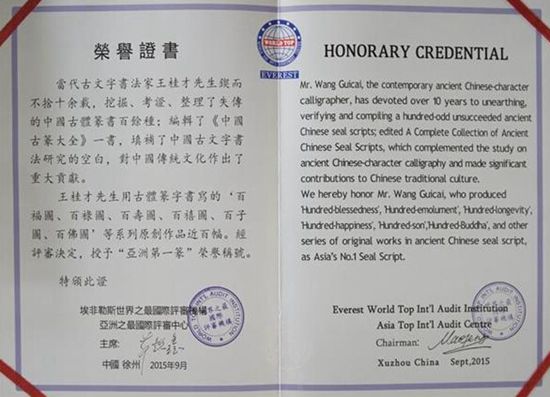 榮譽證書
當代古文字書法家王桂才先生鍥而
不捨十余載，挖掘、考證、整理了失傳
的中國古體篆書百餘種；編輯了《中國
古篆大全》一書，填補了中國古文字書
法研究的空白，對中國傳統文化作出了
重大貢獻。
王桂才先生用古體篆字書寫的‘百
福圖、百祿圖、百壽圖、百禧圖、百子
圖、百佛圖’等系列原創作品近百幅。經
評審決定，授予“亞洲第一篆”榮譽稱號。
特頒此證
埃非勒斯世界之最國際評審機構
亞洲之最國際評審中心
主席:
中國 徐州 2015年9月
WORLD TOP
EVEREST
HONORARY CREDENTIAL
Mr. Wang Guicai, the contemporary ancient Chinese-character
calligrapher, has devoted over 10 years to unearthing,
verifying and compiling a hundred-odd unsucceeded ancient
Chinese seal scripts; edited A Complete Collection of Ancient
Chinese Seal Scripts, which complemented the study on
ancient Chinese-character calligraphy and made significant
contributions to Chinese traditional culture.
We hereby honor Mr. Wang Guicai, who produced
'Hundred-blessedness', 'Hundred-emolument', 'Hundred-longevity',
'Hundred-happiness', 'Hundred-son','Hundred-Buddha', and other
series of original works in ancient Chinese seal script,
as Asia's No.1 Seal Script.
Everest World Top Int'l Audit Institution
Asia Top Int'l Audit Centre
Chairman:
Xuzhou China Sept,2015